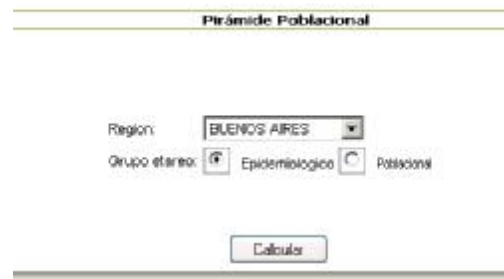 Pirámide Poblacional
Region: BUENOS AIRES
Grupo etareo: Epidemiologico Poblacional
Calcular